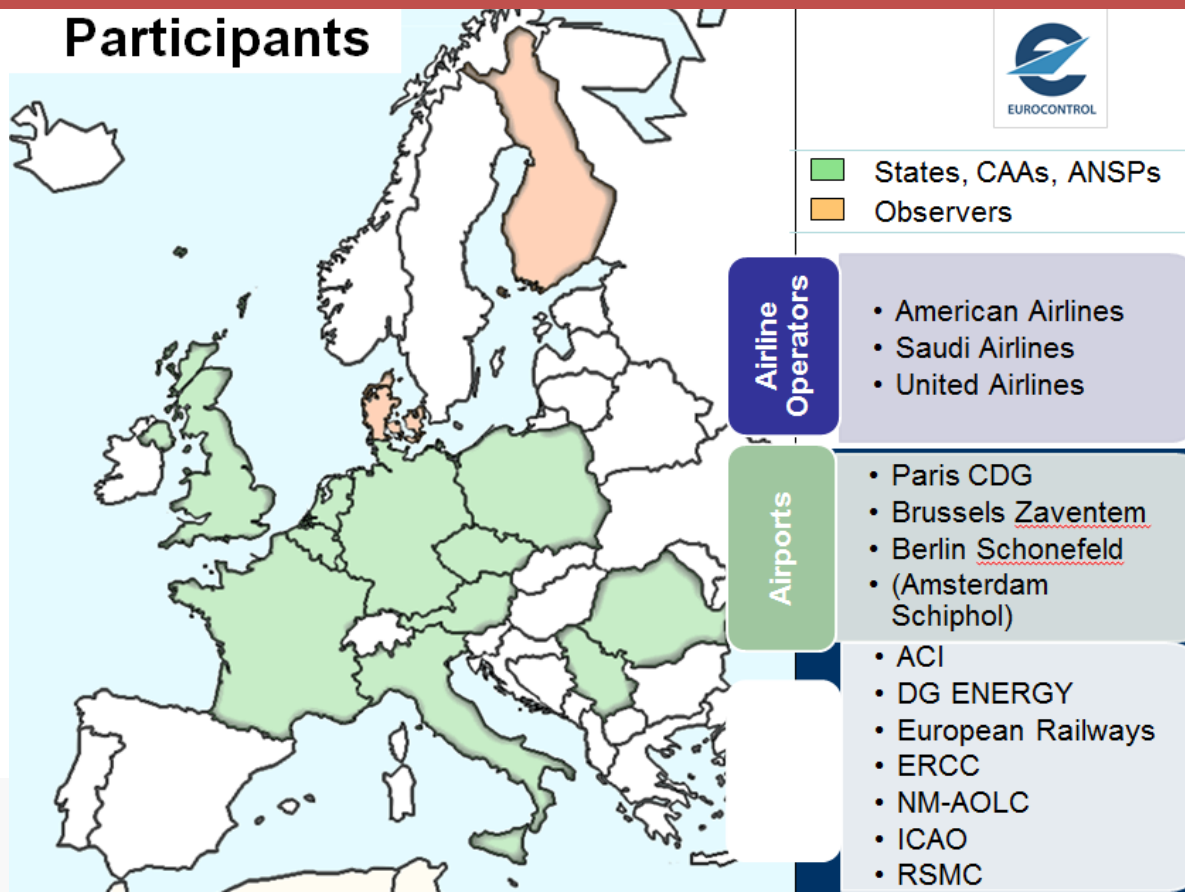 Participants
EUROCONTROL
States, CAAs, ANSPs
Observers
Airline
Operators
• American Airlines
• Saudi Airlines
• United Airlines
Airports
• Paris CDG
• Brussels Zaventem
• Berlin Schonefeld
• (Amsterdam
Schiphol)
• ACI
• DG ENERGY
• European Railways
• ERCC
• NM-AOLC
• ICAO
• RSMC